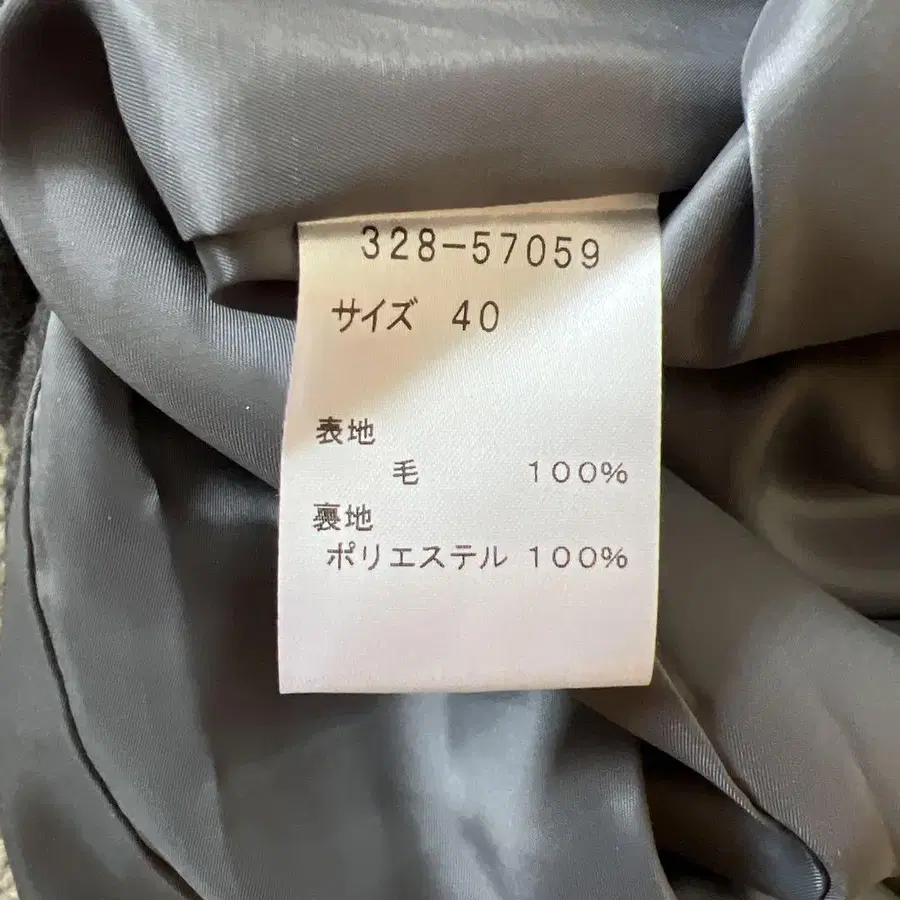 328-57059
サイズ 40
表地
毛 100%
裏地
ポリエステル 100%